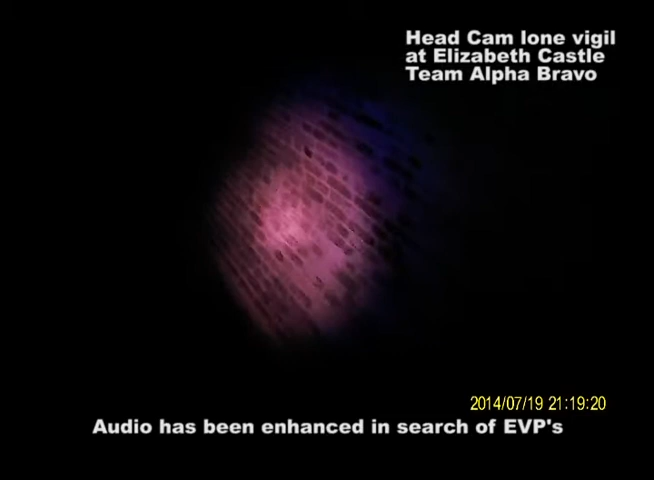 Head Cam lone vigil
at Elizabeth Castle
Team Alpha Bravo
2014/07/19 21:19:20
Audio has been enhanced in search of EVP's